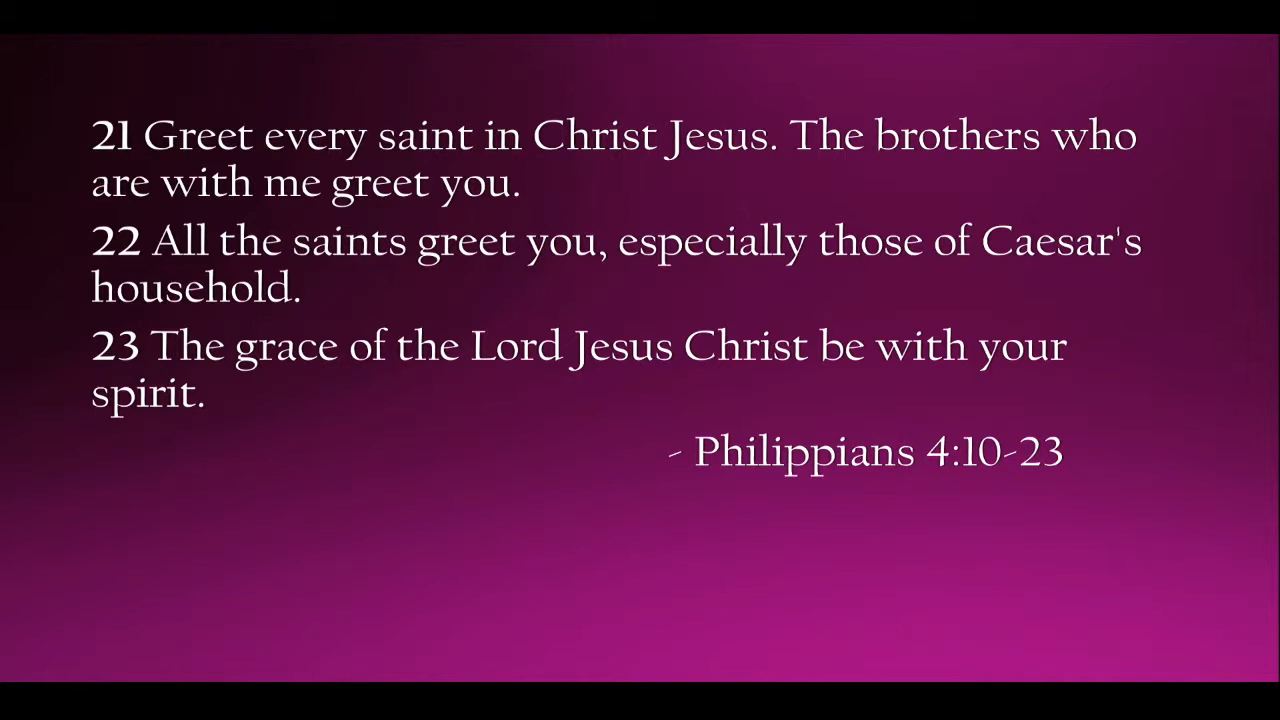 21 Greet every saint in Christ Jesus. The brothers who
are with me greet you.
22 All the saints greet you, especially those of Caesar's
household.
23 The grace of the Lord Jesus Christ be with your
spirit.
- Philippians 4:10-23